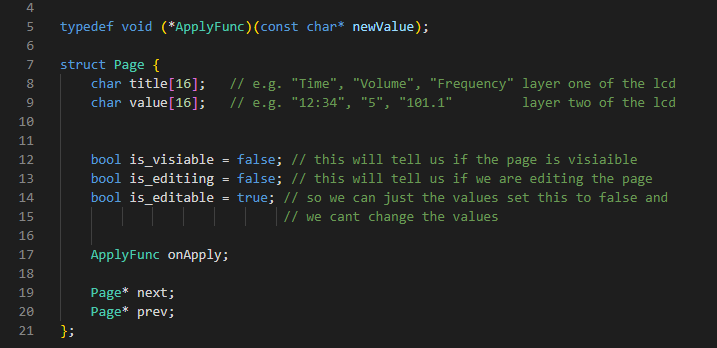 4
5 typedef void (*ApplyFunc)(const char* newValue);
6
7 struct Page {
8 char title[16]; // e.g. "Time", "Volume", "Frequency" layer one of the lcd
9 char value[16]; // e.g. "12:34", "5", "101.1" layer two of the lcd
10
11
12 bool is_visiable = false; // this will tell us if the page is visiaible
13 bool is_editiing = false; // this will tell us if we are editing the page
14 bool is_editable = true; // so we can just the values set this to false and
15 // we cant change the values
16
17 ApplyFunc onApply;
18
19 Page* next;
20 Page* prev;
21 };